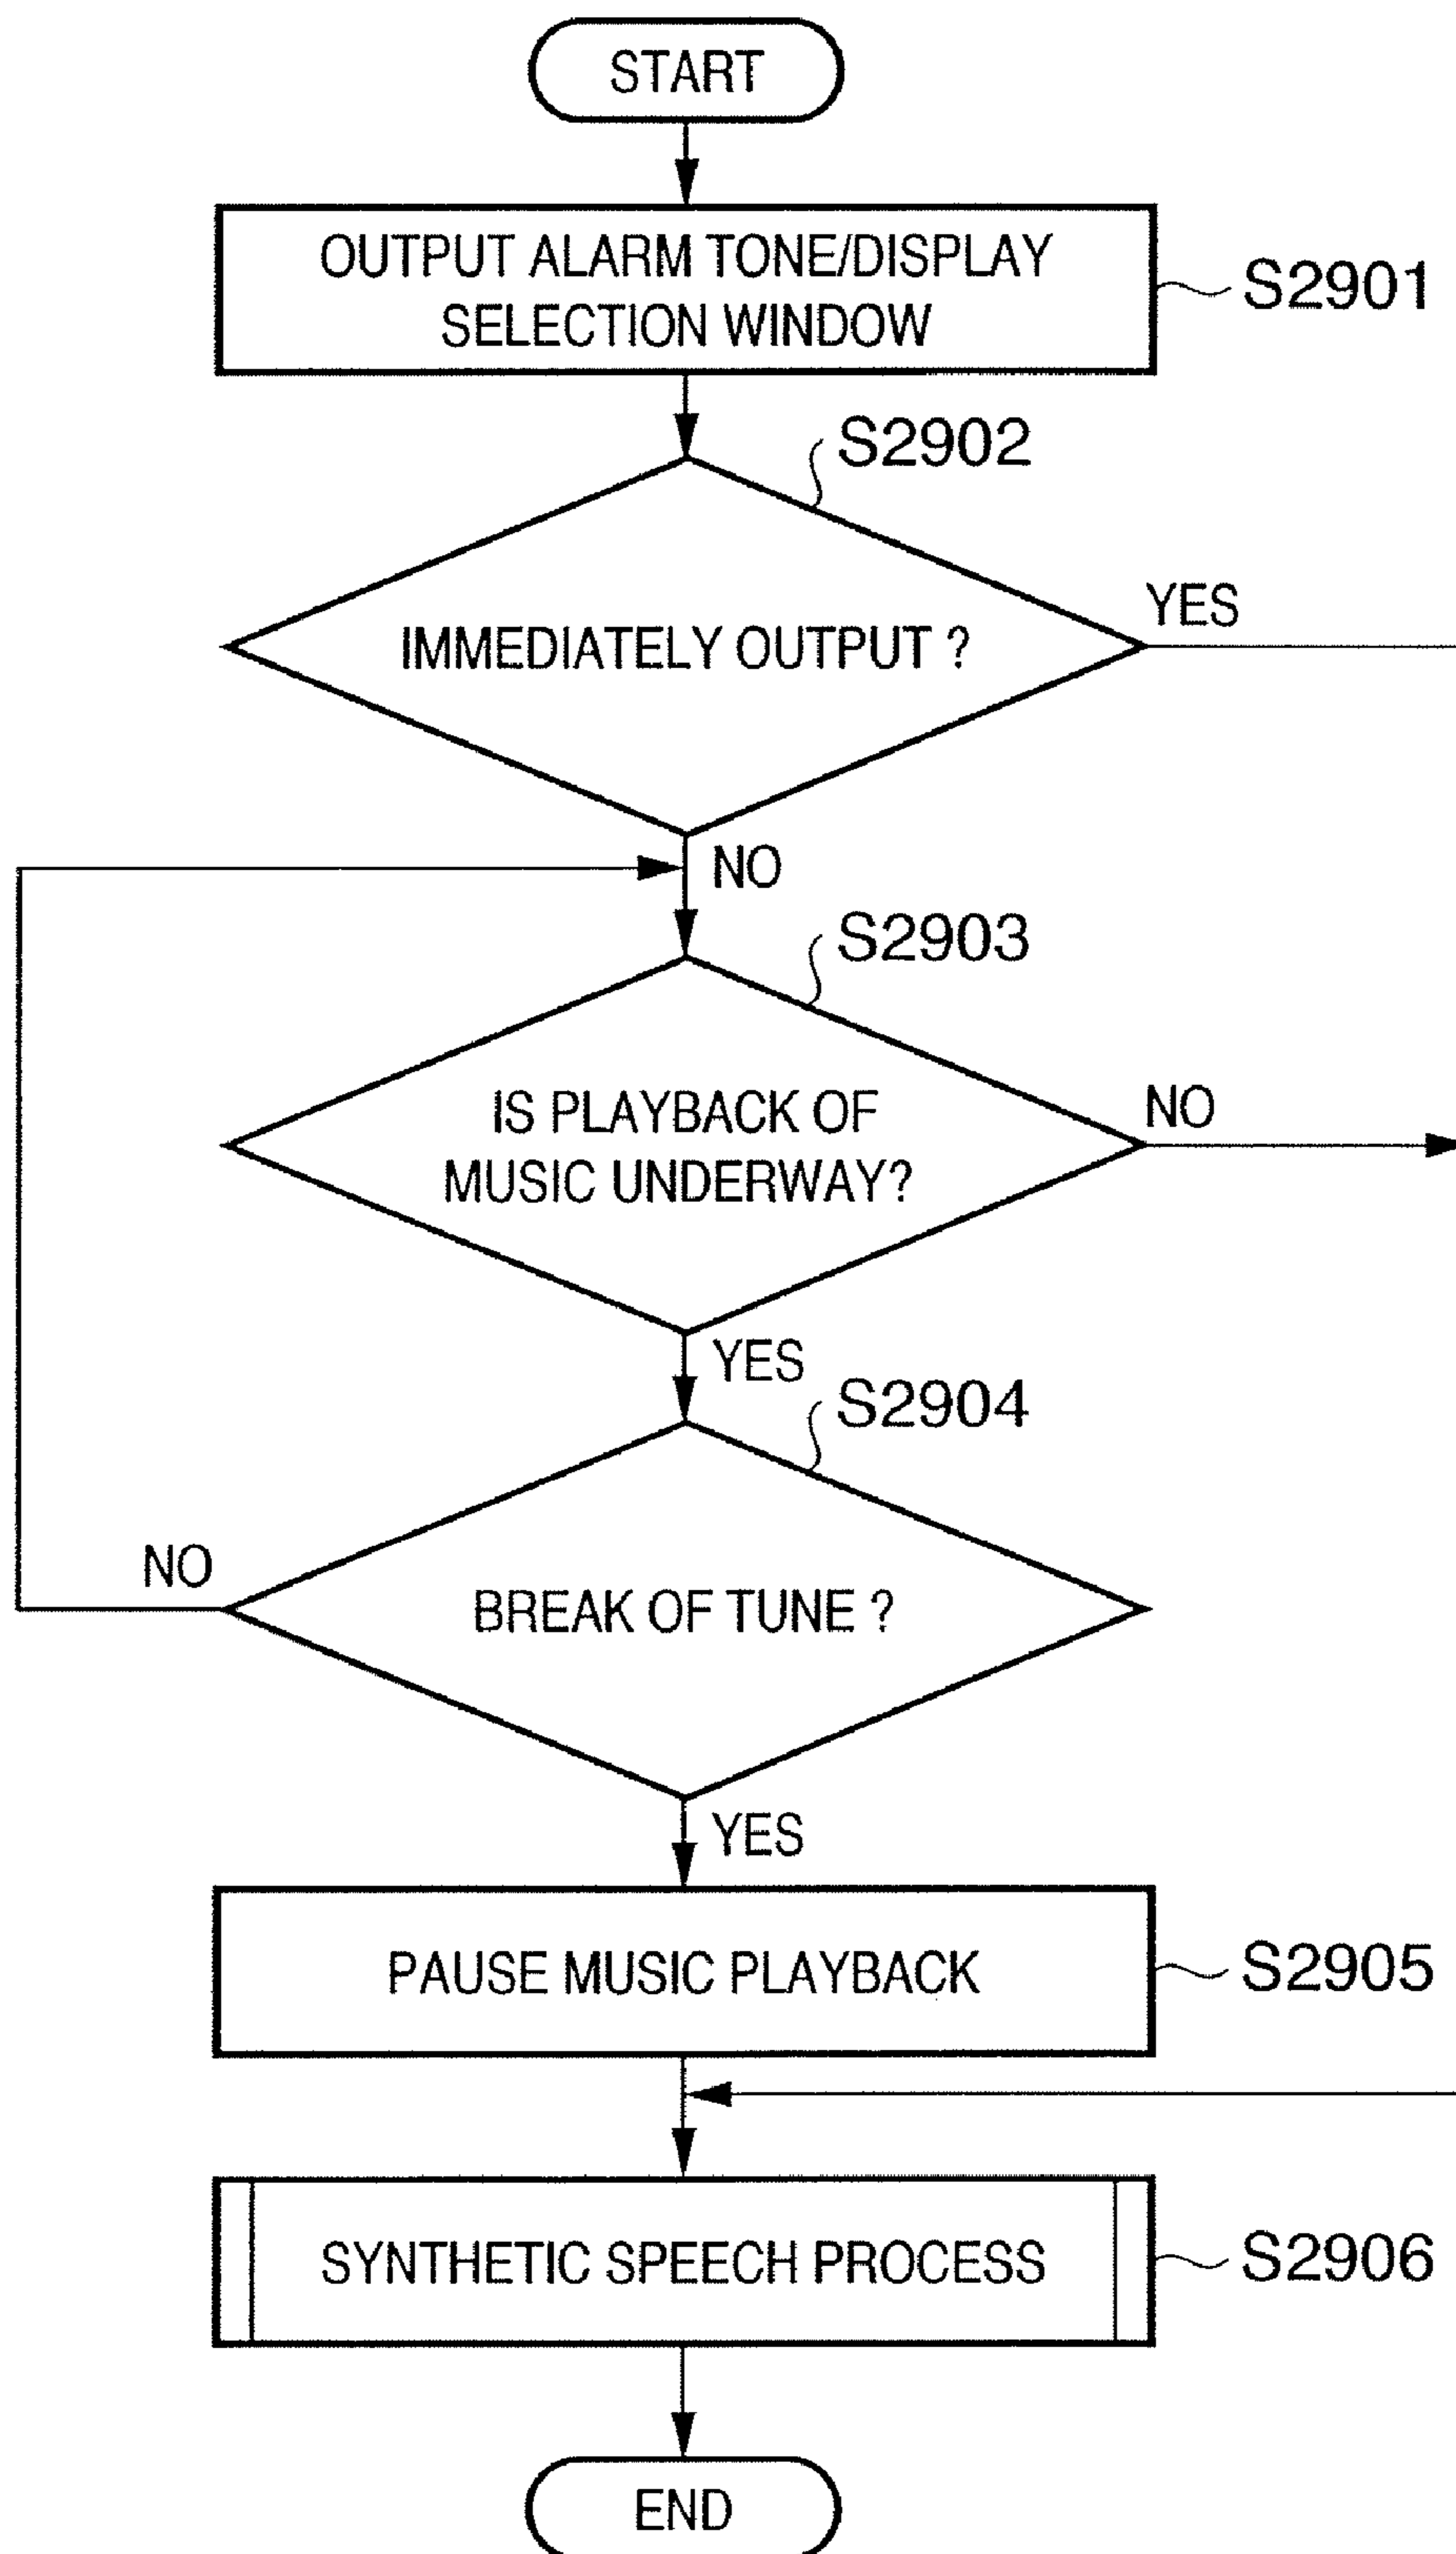 START
OUTPUT ALARM TONE/DISPLAY
SELECTION WINDOW
S2901
S2902
IMMEDIATELY OUTPUT ?
YES
NO
S2903
IS PLAYBACK OF
MUSIC UNDERWAY?
NO
YES
S2904
BREAK OF TUNE ?
NO
YES
PAUSE MUSIC PLAYBACK
S2905
SYNTHETIC SPEECH PROCESS
S2906
END